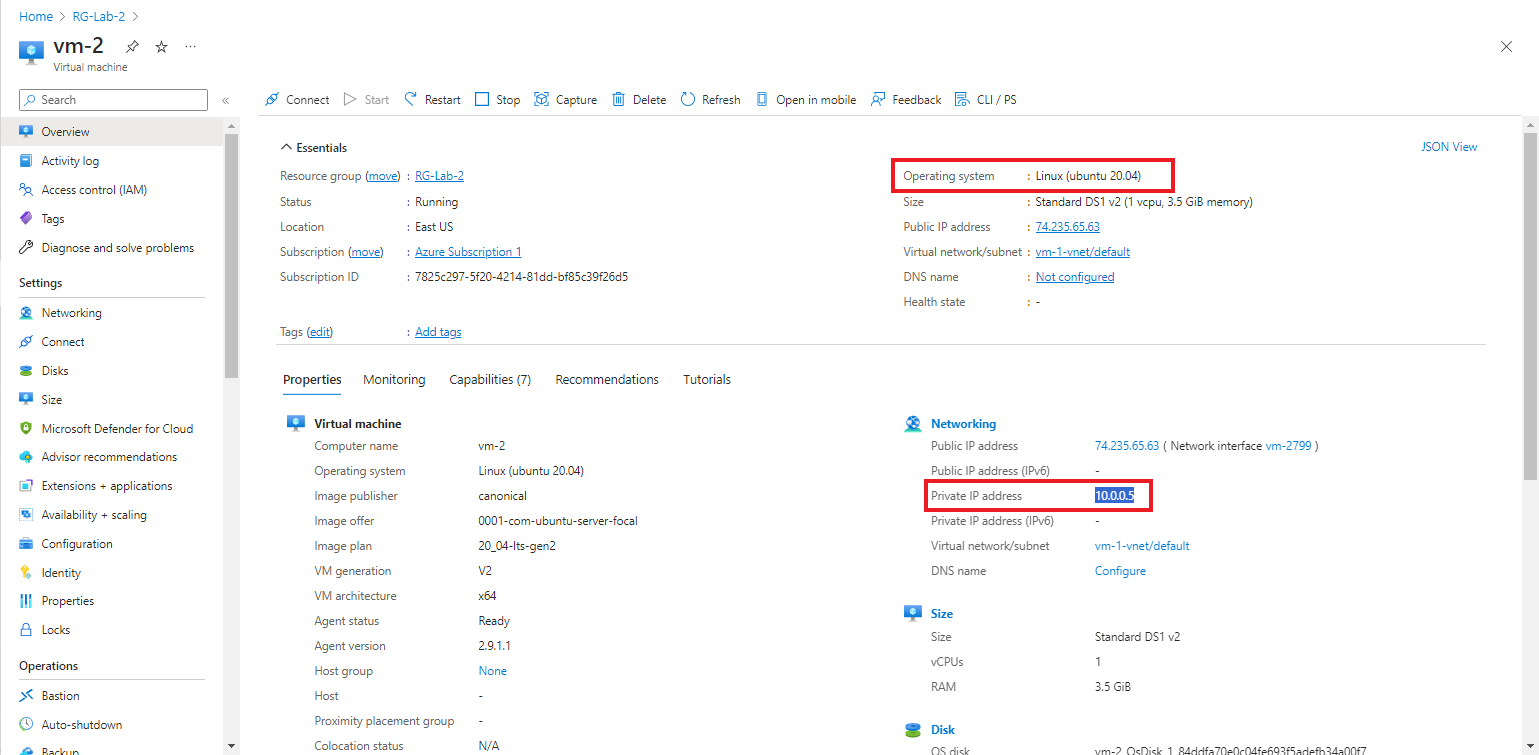 Home > RG-Lab-2 >
vm-2
Virtual machine
Search
Connect Start Restart Stop Capture Delete Refresh Open in mobile Feedback CLI / PS
Overview
Activity log
Access control (IAM)
Tags
Diagnose and solve problems
Settings
Networking
Connect
Disks
Size
Microsoft Defender for Cloud
Advisor recommendations
Extensions + applications
Availability + scaling
Configuration
Identity
Properties
Locks
Operations
Bastion
Auto-shutdown
Backup
Essentials
JSON View
Resource group (move) : RG-Lab-2
Status : Running
Location : East US
Subscription (move) : Azure Subscription 1
Subscription ID : 7825c297-5f20-4214-81dd-bf85c39f26d5
Operating system : Linux (ubuntu 20.04)
Size : Standard DS1 v2 (1 vcpu, 3.5 GiB memory)
Public IP address : 74.235.65.63
Virtual network/subnet : vm-1-vnet/default
DNS name : Not configured
Health state : -
Tags (edit) : Add tags
Properties Monitoring Capabilities (7) Recommendations Tutorials
Virtual machine
Computer name vm-2
Operating system Linux (ubuntu 20.04)
Image publisher canonical
Image offer 0001-com-ubuntu-server-focal
Image plan 20_04-lts-gen2
VM generation V2
VM architecture x64
Agent status Ready
Agent version 2.9.1.1
Host group None
Host -
Proximity placement group -
Colocation status N/A
Networking
Public IP address 74.235.65.63 ( Network interface vm-2799 )
Public IP address (IPv6) -
Private IP address 10.0.0.5
Private IP address (IPv6) -
Virtual network/subnet vm-1-vnet/default
DNS name Configure
Size
Size Standard DS1 v2
vCPUs 1
RAM 3.5 GiB
Disk
OS disk vm-2_OsDisk_1_84ddfa70e0c04fe693f5adefb34a00f7